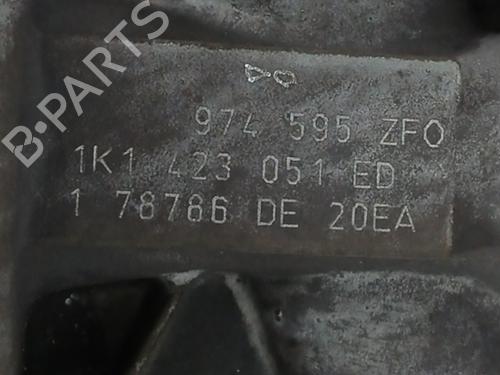 B-PARTS
974 595 ZFO
1K1 423 051 ED
1 78786 DE 20EA